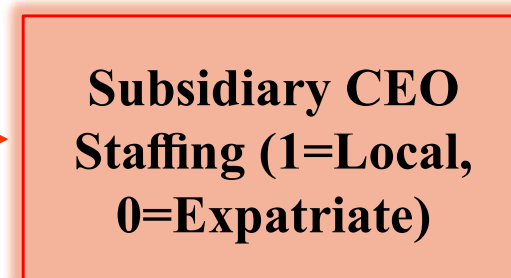 Subsidiary CEO
Staffing (1=Local,
0=Expatriate)